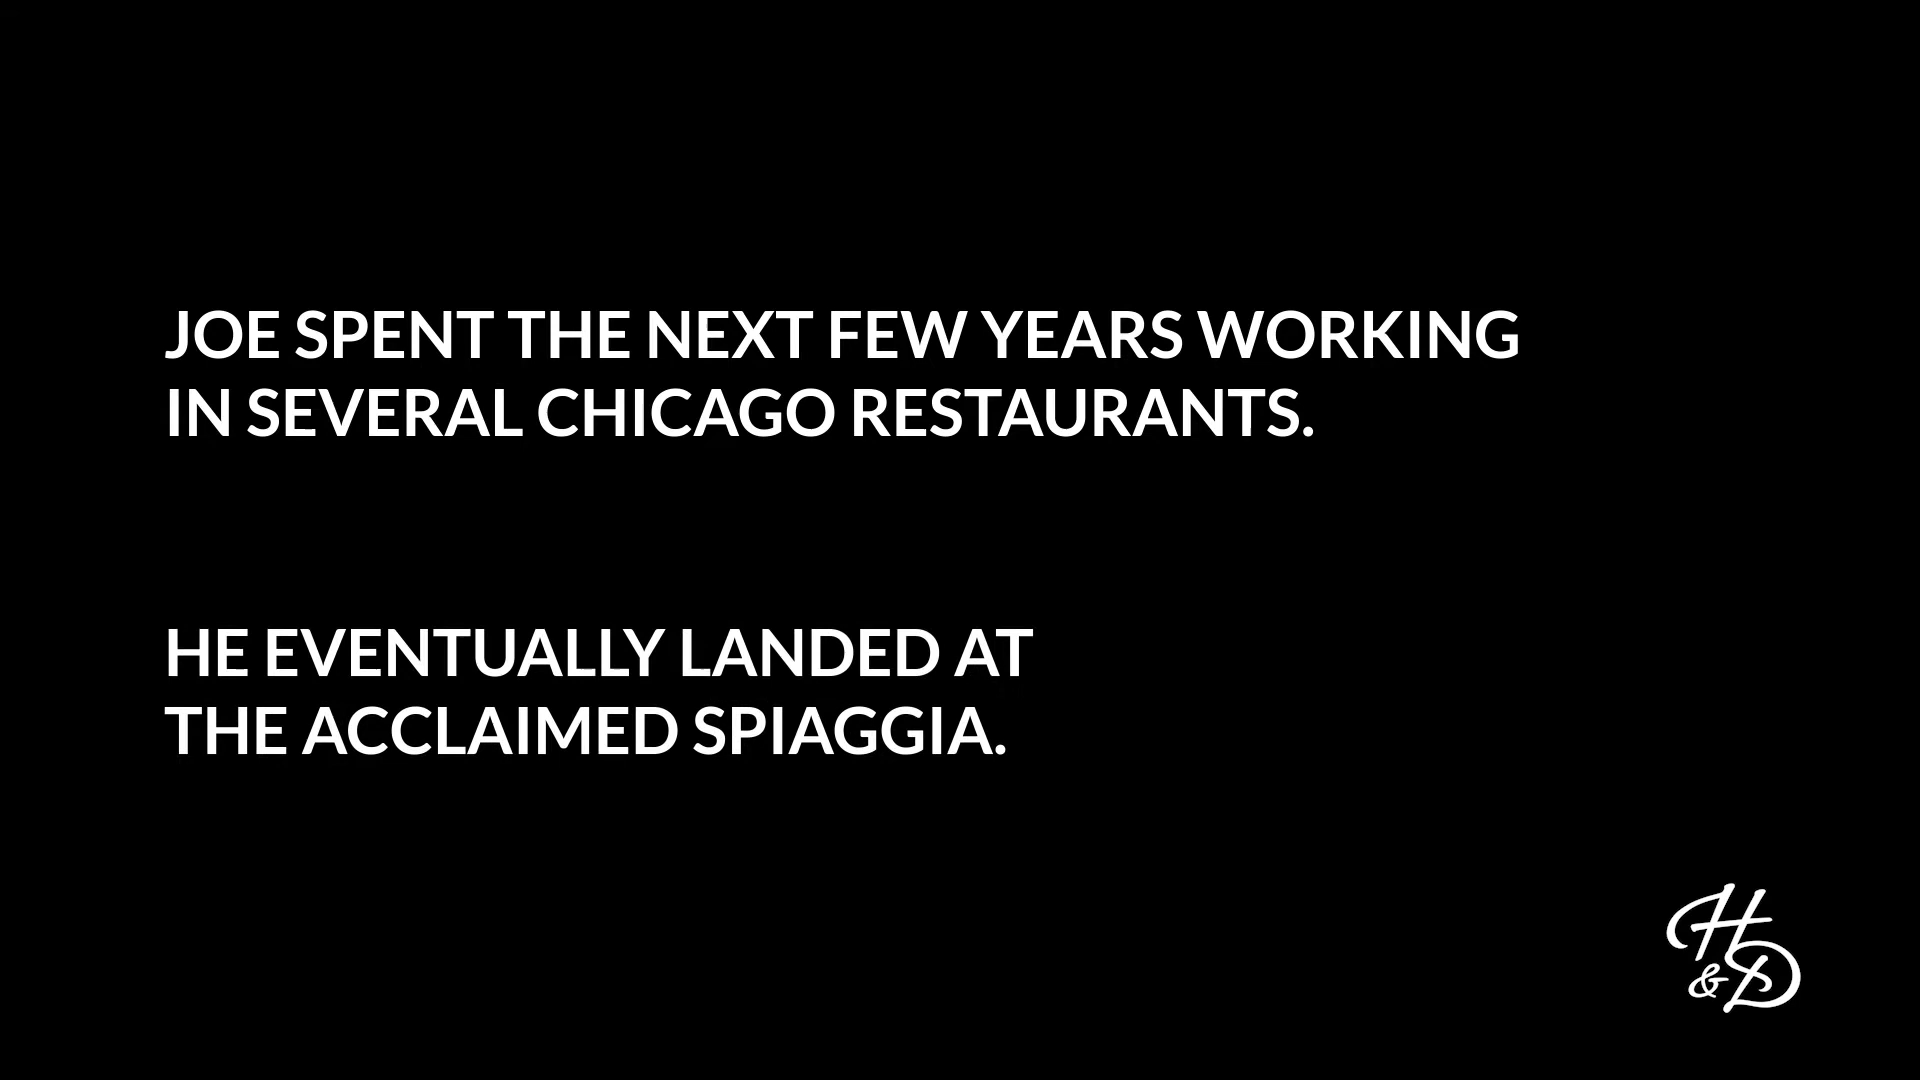 JOE SPENT THE NEXT FEW YEARS WORKING
IN SEVERAL CHICAGO RESTAURANTS.
HE EVENTUALLY LANDED AT
THE ACCLAIMED SPIAGGIA.
H
&D